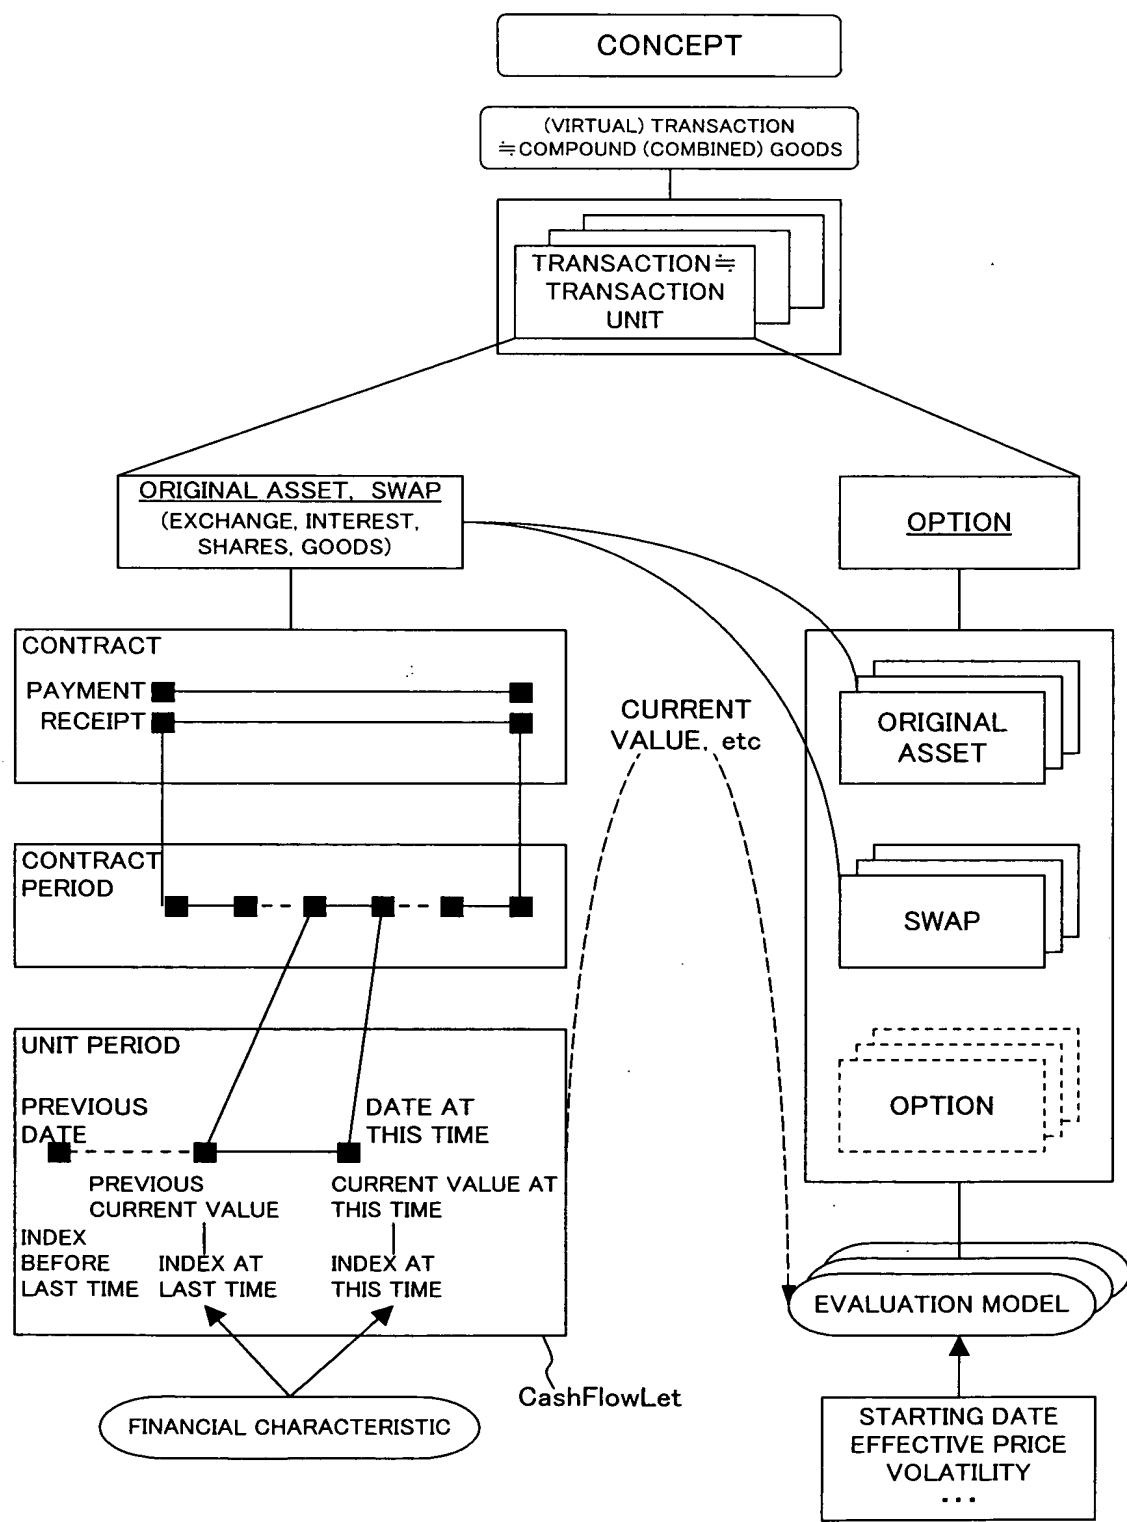 CONCEPT
(VIRTUAL) TRANSACTION
≒COMPOUND (COMBINED) GOODS
TRANSACTION≒
TRANSACTION
UNIT
ORIGINAL ASSET, SWAP
(EXCHANGE, INTEREST,
SHARES, GOODS)
OPTION
CONTRACT
PAYMENT
RECEIPT
CURRENT
VALUE, etc
ORIGINAL
ASSET
CONTRACT
PERIOD
SWAP
UNIT PERIOD
PREVIOUS
DATE
DATE AT
THIS TIME
OPTION
PREVIOUS
CURRENT VALUE
CURRENT VALUE AT
THIS TIME
INDEX
BEFORE
LAST TIME
INDEX AT
LAST TIME
INDEX AT
THIS TIME
EVALUATION MODEL
CashFlowLet
FINANCIAL CHARACTERISTIC
STARTING DATE
EFFECTIVE PRICE
VOLATILITY
...